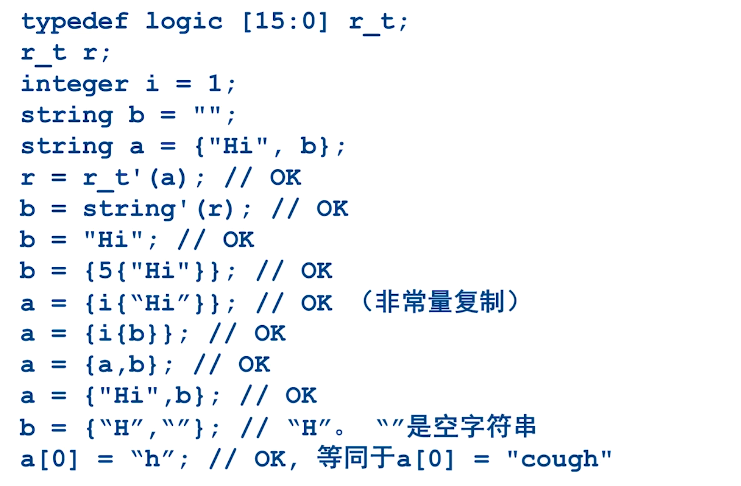 typedef logic [15:0] r_t;
r_t r;
integer i = 1;
string b = "";
string a = {"Hi", b};
r = r_t'(a); // OK
b = string'(r); // OK
b = "Hi"; // OK
b = {5{"Hi"}}; // OK
a = {i{“Hi”}}; // OK （非常量复制）
a = {i{b}}; // OK
a = {a,b}; // OK
a = {"Hi",b}; // OK
b = {“H”,“”}; // “H”。 “”是空字符串
a[0] = “h”; // OK, 等同于a[0] = "cough"